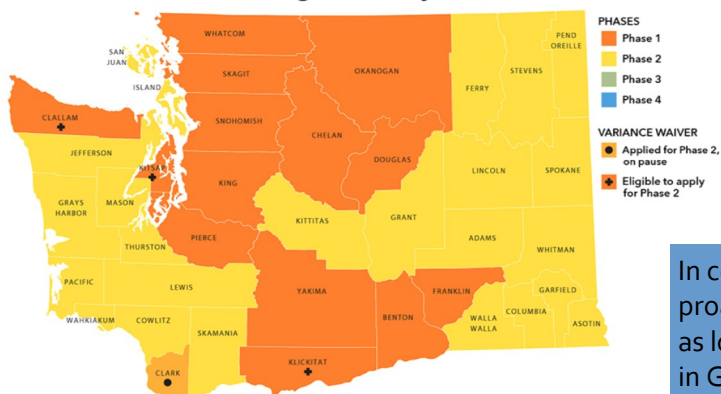 WHATCOM
SAN
JUAN
SKAGIT
ISLAND
OKANOGAN
FERRY
STEVENS
PEND
OREILLE
CLALLAM
SNOHOMISH
CHELAN
JEFFERSON
KITSAP
DOUGLAS
KING
LINCOLN
SPOKANE
GRAYS
HARBOR
MASON
KITTITAS
GRANT
PIERCE
THURSTON
ADAMS
WHITMAN
PACIFIC
LEWIS
YAKIMA
FRANKLIN
GARFIELD
WAHKIAKUM
COWLITZ
SKAMANIA
BENTON
WALLA
WALLA
COLUMBIA
ASOTIN
CLARK
KLICKITAT
PHASES
Phase 1
Phase 2
Phase 3
Phase 4
VARIANCE WAIVER
Applied for Phase 2,
on pause
Eligible to apply
for Phase 2
In c
proa
as lo
in G